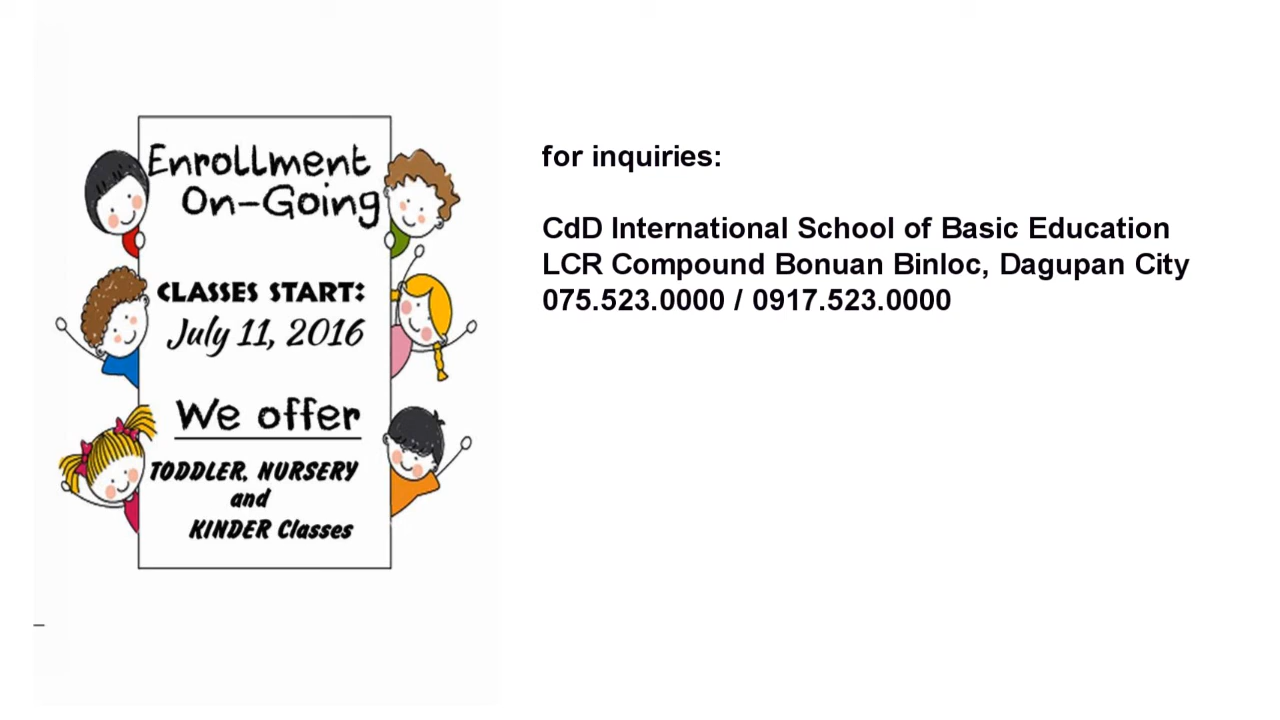 Enrollment
On-Going
CLASSES START:
July 11, 2016
We offer
TODDLER, NURSERY
and
KINDER Classes
for inquiries:
CdD International School of Basic Education
LCR Compound Bonuan Binloc, Dagupan City
075.523.0000 / 0917.523.0000